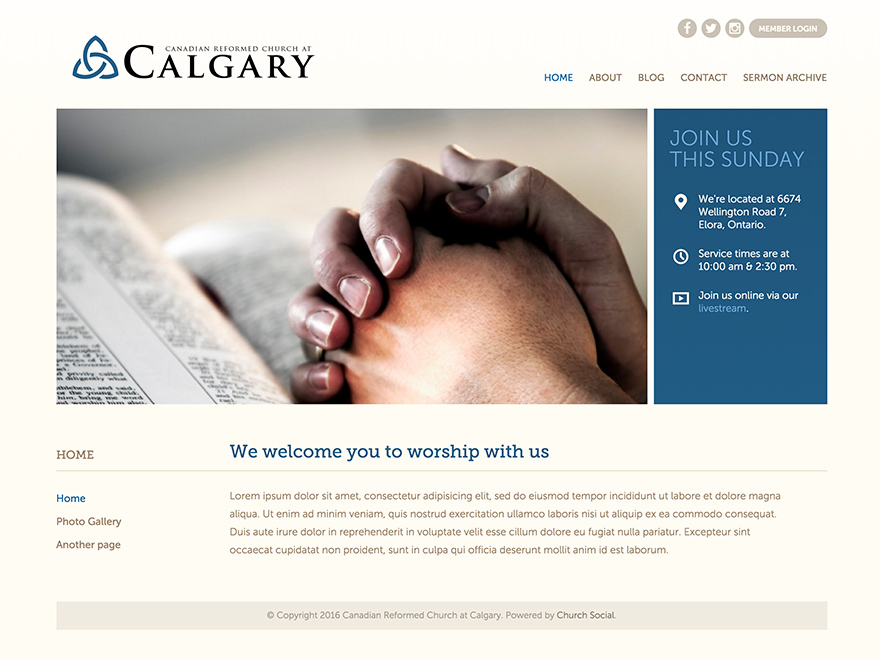 MEMBER LOGIN
CANADIAN REFORMED CHURCH AT
CALGARY
HOME ABOUT BLOG CONTACT SERMON ARCHIVE
JOIN US
THIS SUNDAY
We're located at 6674
Wellington Road 7,
Elora, Ontario.
Service times are at
10:00 am & 2:30 pm.
Join us online via our
livestream.
HOME
Home
Photo Gallery
Another page
We welcome you to worship with us
Lorem ipsum dolor sit amet, consectetur adipisicing elit, sed do eiusmod tempor incididunt ut labore et dolore magna
aliqua. Ut enim ad minim veniam, quis nostrud exercitation ullamco laboris nisi ut aliquip ex ea commodo consequat.
Duis aute irure dolor in reprehenderit in voluptate velit esse cillum dolore eu fugiat nulla pariatur. Excepteur sint
occaecat cupidatat non proident, sunt in culpa qui officia deserunt mollit anim id est laborum.
© Copyright 2016 Canadian Reformed Church at Calgary. Powered by Church Social.